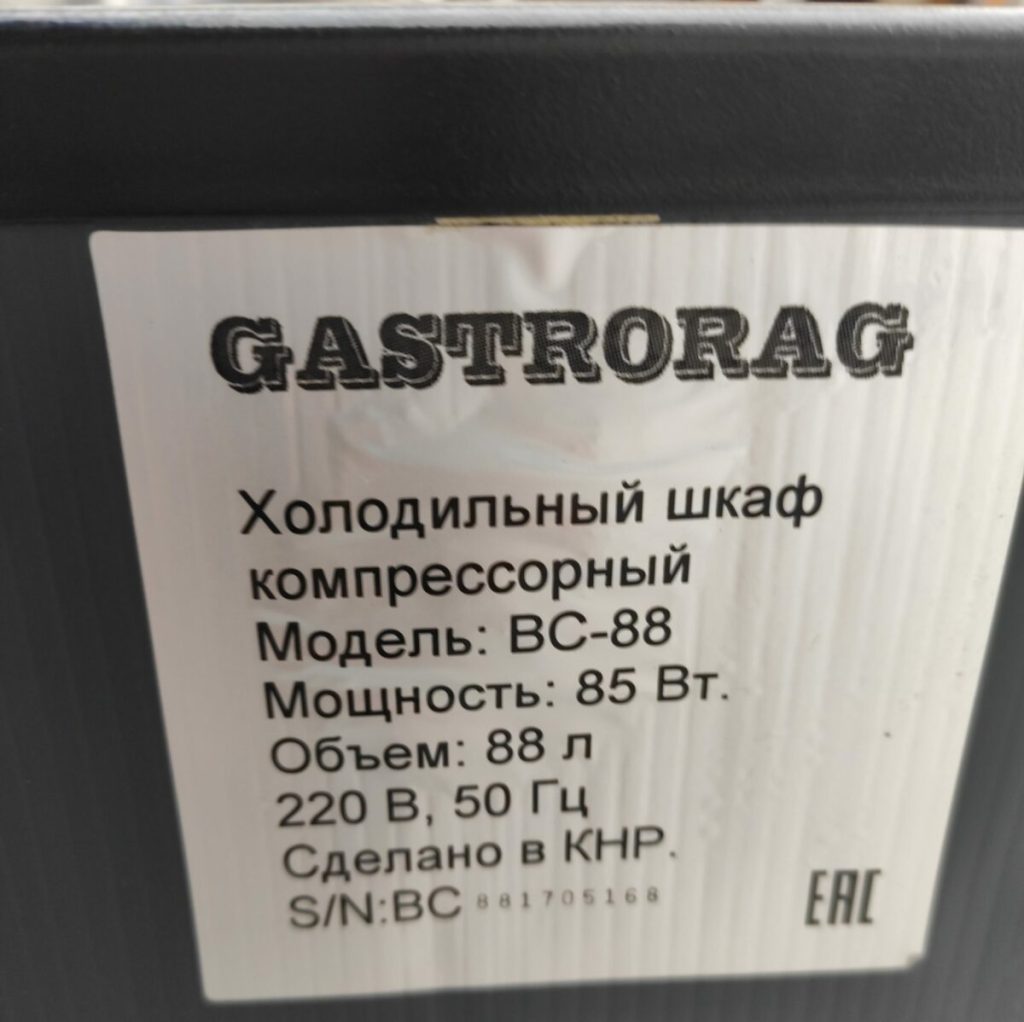 GASTRORAG
Холодильный шкаф
компрессорный
Модель: BC-88
Мощность: 85 Вт.
Объем: 88 л
220 В, 50 Гц
Сделано в КНР.
S/N:BC 881705168
EAC